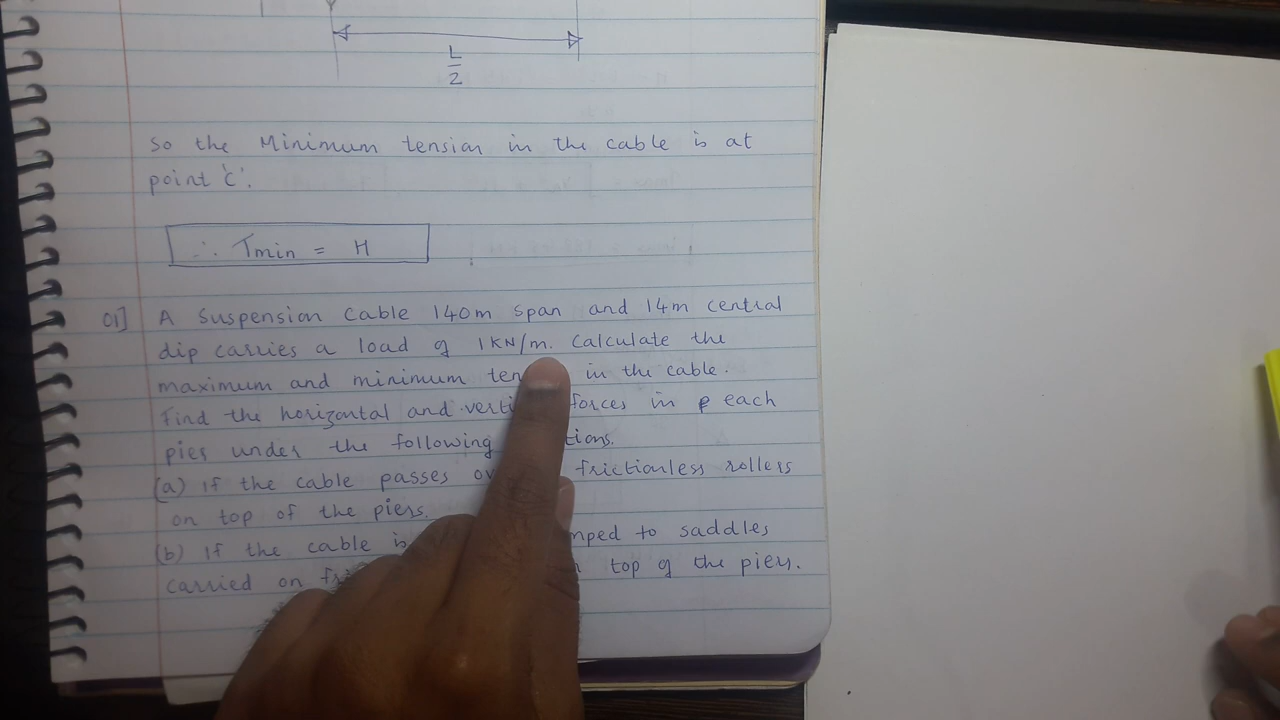 L
2
so the Minimum tension in the cable is at
point 'c'.
∴ Tmin = H
01] A Suspension Cable 140m span and 14m central
dip carries a load of 1KN/m. Calculate the
maximum and minimum ten in the cable.
Find the horizontal and verti forces in each
piers under the following tions.
(a) If the cable passes ov frictionless rollers
on top of the piers.
(b) If the cable is mped to saddles
carried on fri top of the piers.